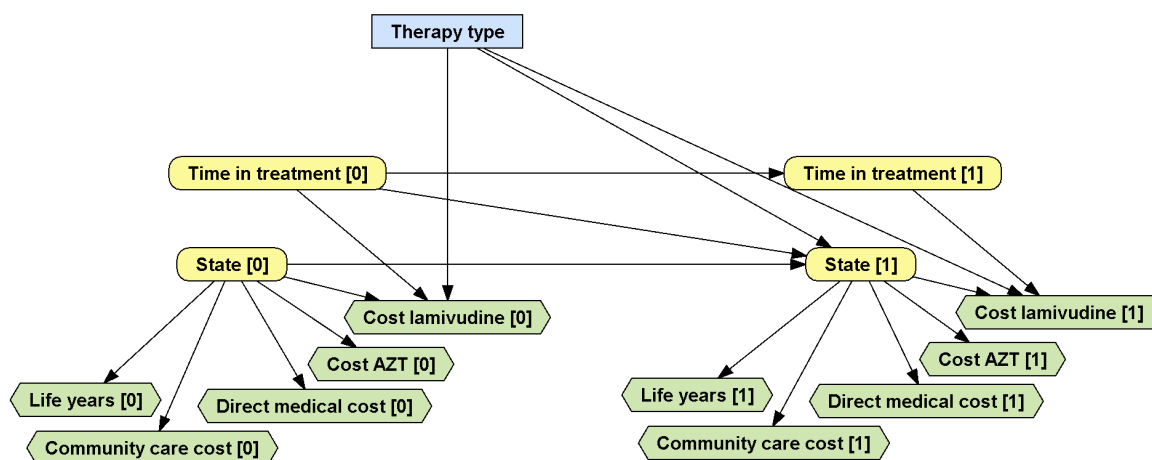 Therapy type
Time in treatment [0]
Time in treatment [1]
State [0]
State [1]
Cost lamivudine [0]
Cost lamivudine [1]
Cost AZT [0]
Cost AZT [1]
Life years [0]
Direct medical cost [0]
Life years [1]
Direct medical cost [1]
Community care cost [0]
Community care cost [1]